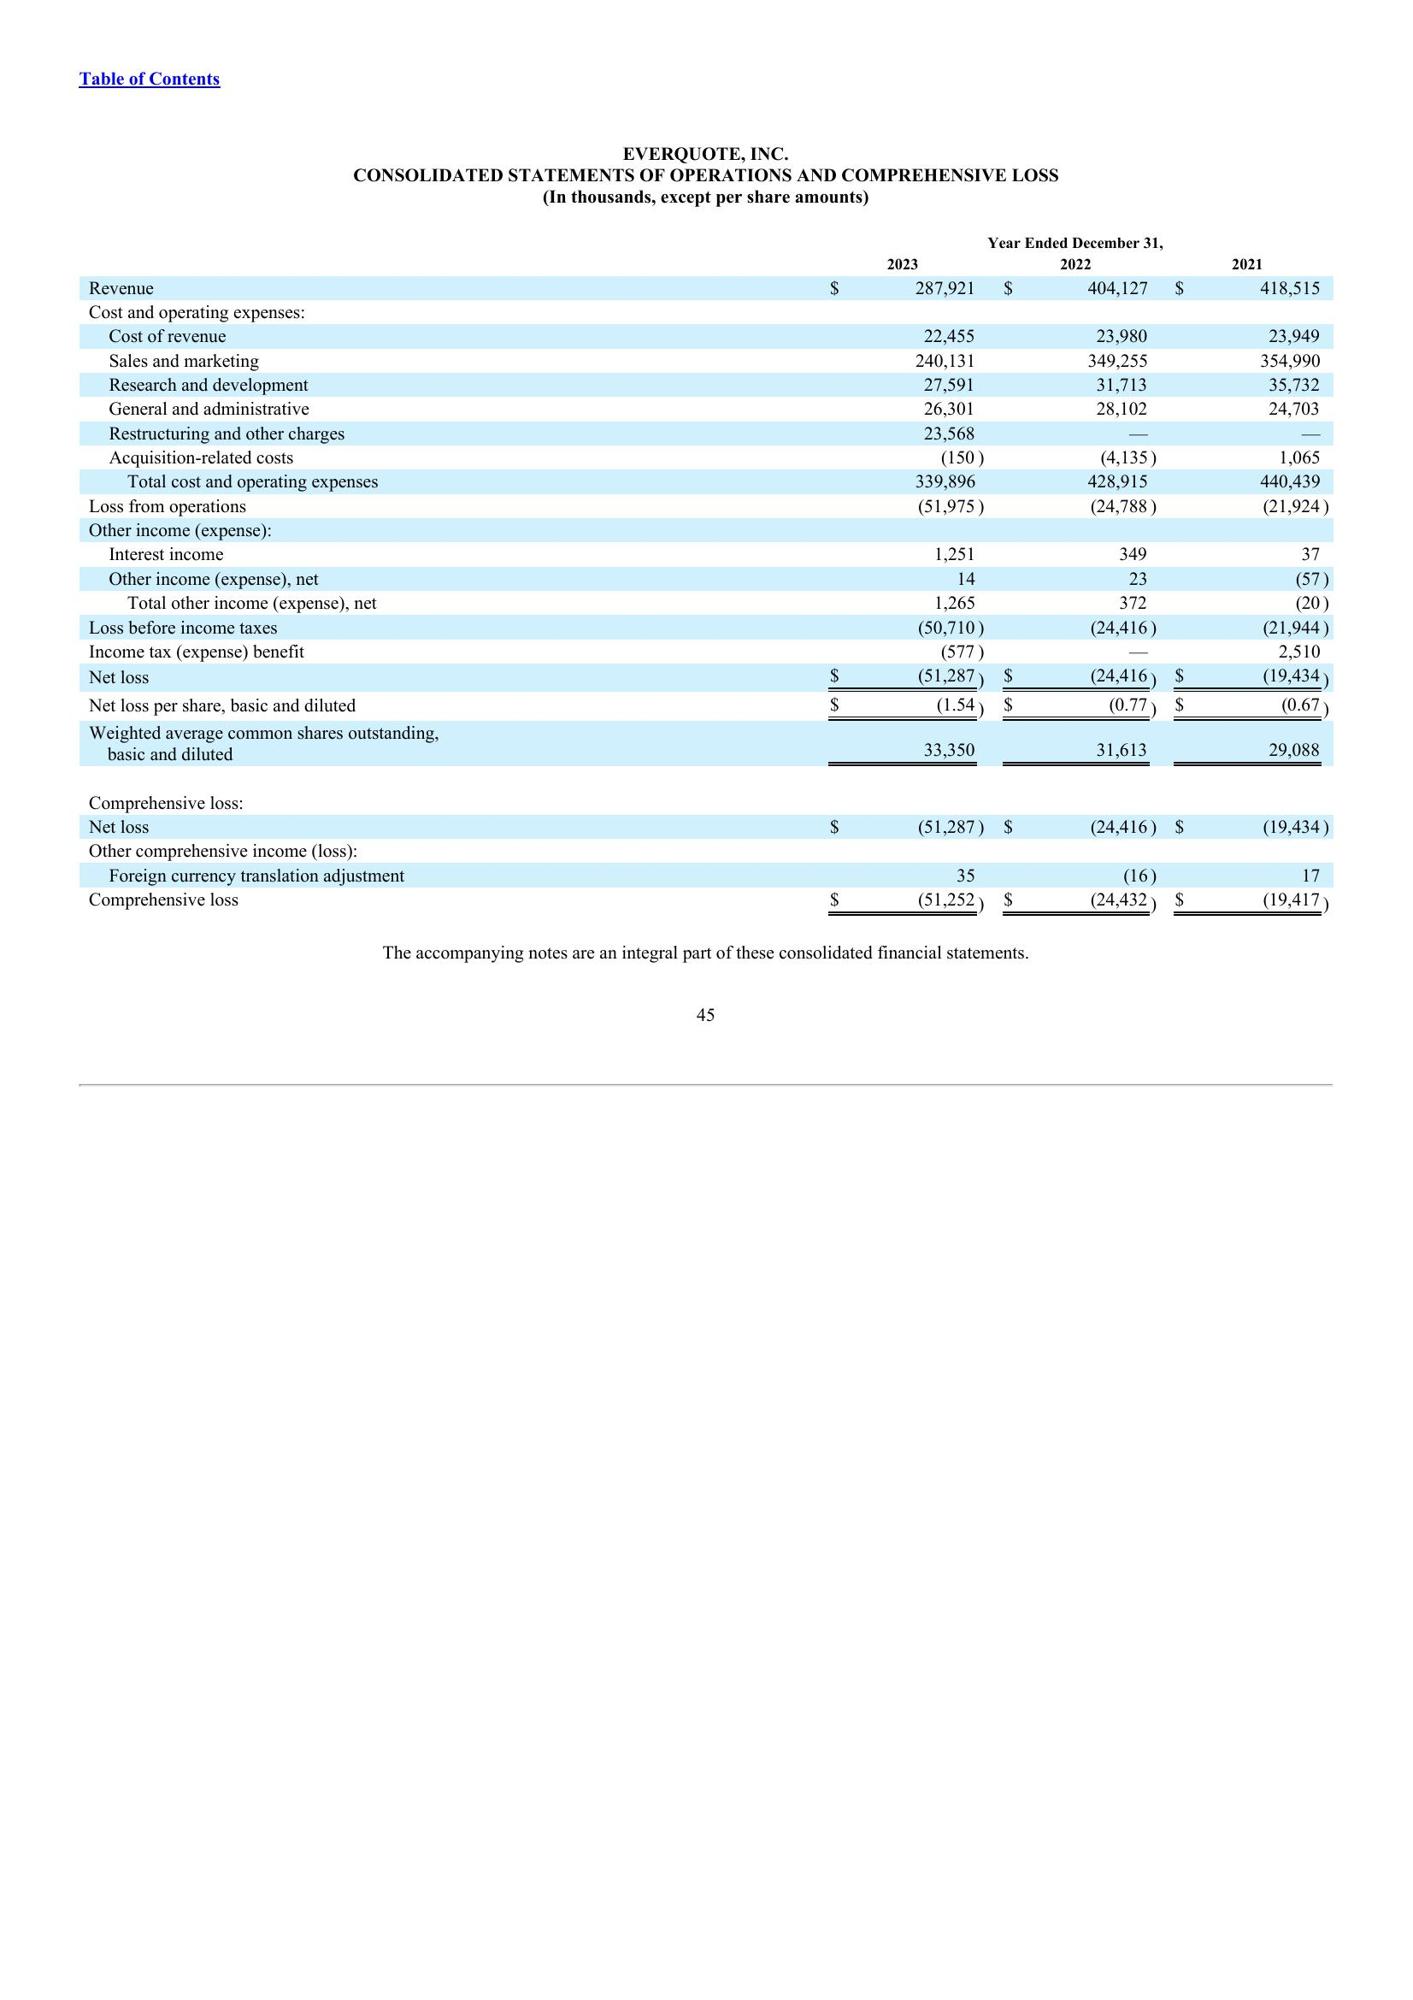 Table of Contents
EVERQUOTE, INC.
CONSOLIDATED STATEMENTS OF OPERATIONS AND COMPREHENSIVE LOSS
(In thousands, except per share amounts)
Year Ended December 31,
2023 2022 2021
Revenue $ 287,921 $ 404,127 $ 418,515
Cost and operating expenses:
Cost of revenue 22,455 23,980 23,949
Sales and marketing 240,131 349,255 354,990
Research and development 27,591 31,713 35,732
General and administrative 26,301 28,102 24,703
Restructuring and other charges 23,568 — —
Acquisition-related costs (150) (4,135) 1,065
Total cost and operating expenses 339,896 428,915 440,439
Loss from operations (51,975) (24,788) (21,924)
Other income (expense):
Interest income 1,251 349 37
Other income (expense), net 14 23 (57)
Total other income (expense), net 1,265 372 (20)
Loss before income taxes (50,710) (24,416) (21,944)
Income tax (expense) benefit (577) — 2,510
Net loss $ (51,287) $ (24,416) $ (19,434)
Net loss per share, basic and diluted $ (1.54) $ (0.77) $ (0.67)
Weighted average common shares outstanding,
basic and diluted 33,350 31,613 29,088
Comprehensive loss:
Net loss $ (51,287) $ (24,416) $ (19,434)
Other comprehensive income (loss):
Foreign currency translation adjustment 35 (16) 17
Comprehensive loss $ (51,252) $ (24,432) $ (19,417)
The accompanying notes are an integral part of these consolidated financial statements.
45